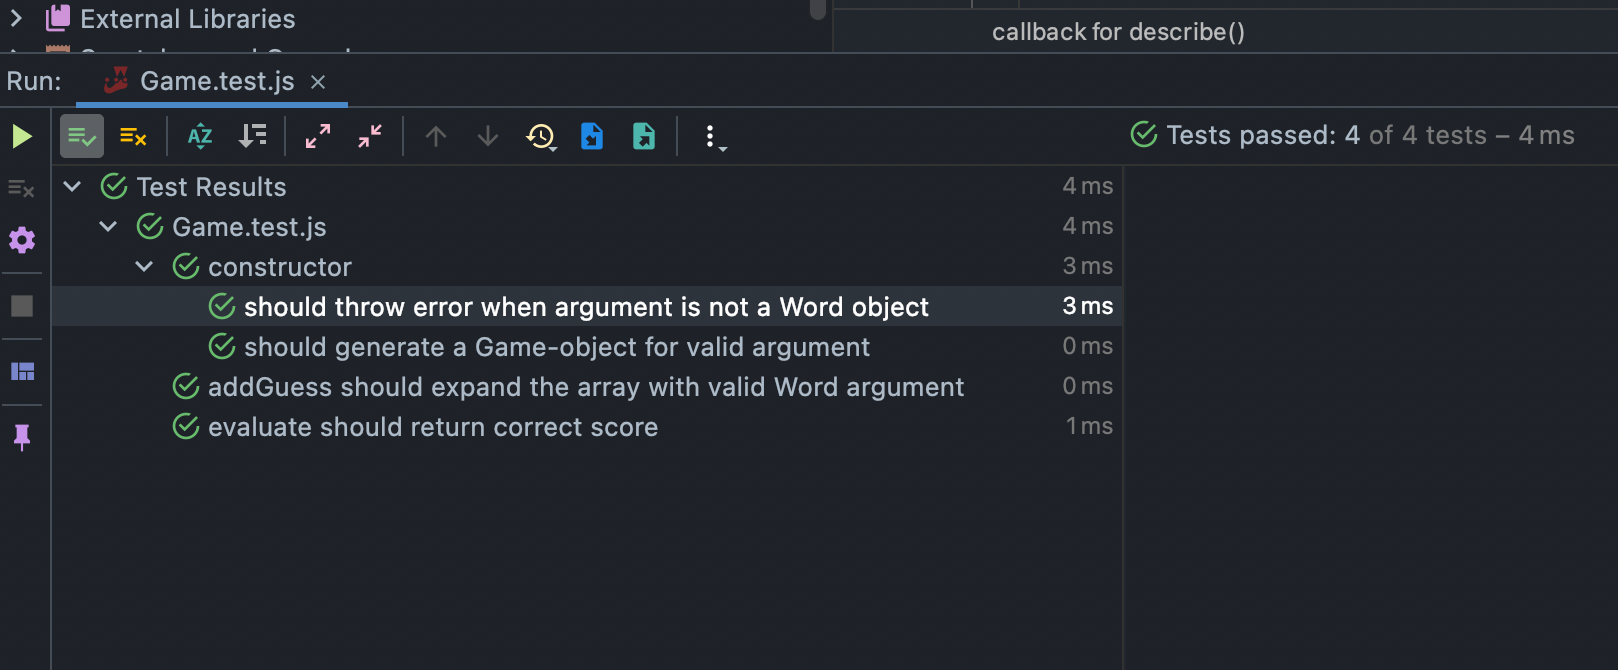 External Libraries
callback for describe()
Run: Game.test.js
Tests passed: 4 of 4 tests – 4 ms
Test Results 4 ms
Game.test.js 4 ms
constructor 3 ms
should throw error when argument is not a Word object 3 ms
should generate a Game-object for valid argument 0 ms
addGuess should expand the array with valid Word argument 0 ms
evaluate should return correct score 1 ms